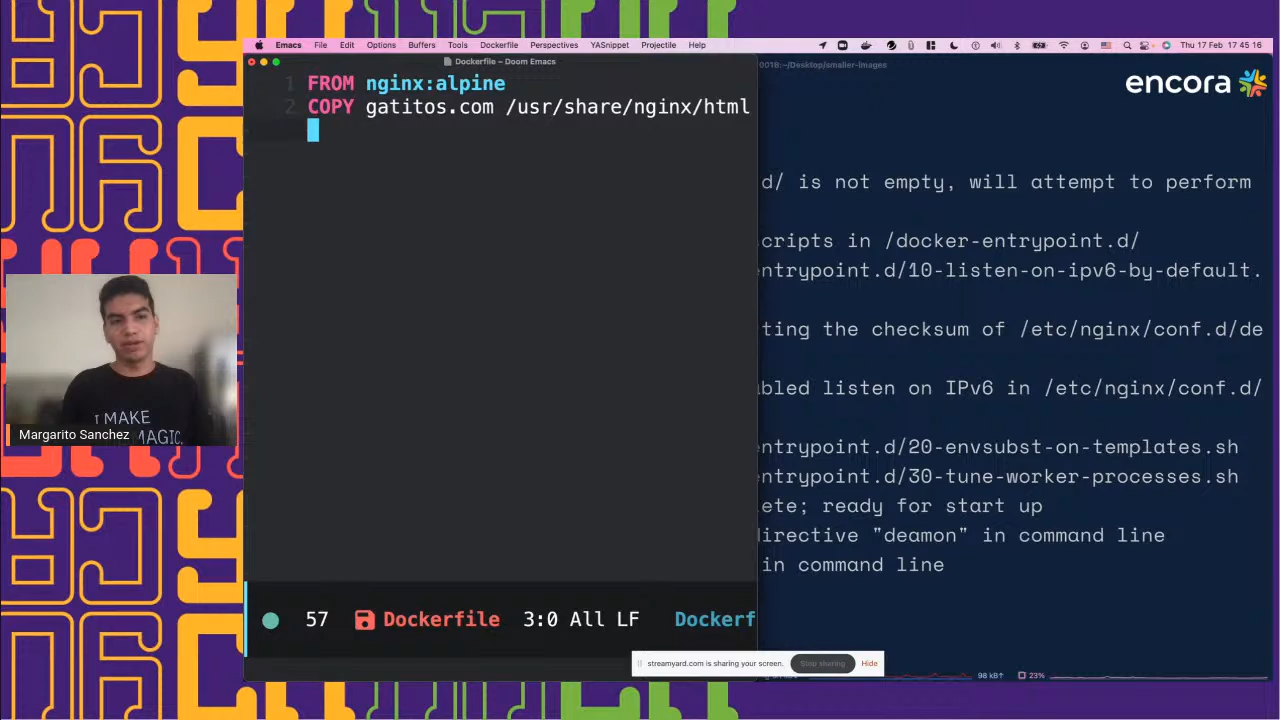 Emacs File Edit Options Buffers Tools Dockerfile Perspectives YASnippet Projectile Help
Thu 17 Feb 17:45:16
Dockerfile – Doom Emacs
0018:~/Desktop/smaller-images
encora
1 FROM nginx:alpine
2 COPY gatitos.com /usr/share/nginx/html
d/ is not empty, will attempt to perform
cripts in /docker-entrypoint.d/
entrypoint.d/10-listen-on-ipv6-by-default.
ting the checksum of /etc/nginx/conf.d/de
bled listen on IPv6 in /etc/nginx/conf.d/
entrypoint.d/20-envsubst-on-templates.sh
entrypoint.d/30-tune-worker-processes.sh
ete; ready for start up
directive "deamon" in command line
in command line
I MAKE
MAGIC.
Margarito Sanchez
57 Dockerfile 3:0 All LF Dockerf
streamyard.com is sharing your screen. Stop sharing Hide
98 kB↑ 23%